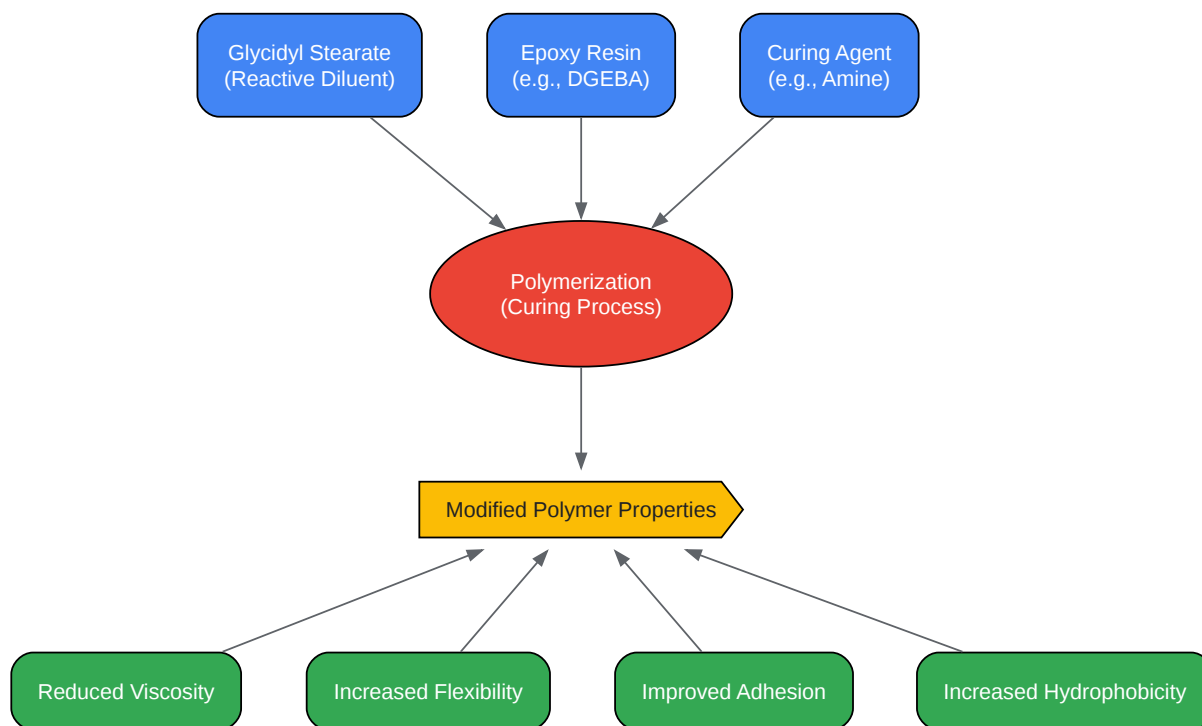 Glycidyl Stearate
(Reactive Diluent)
Epoxy Resin
(e.g., DGEBA)
Curing Agent
(e.g., Amine)
Polymerization
(Curing Process)
Modified Polymer Properties
Reduced Viscosity
Increased Flexibility
Improved Adhesion
Increased Hydrophobicity